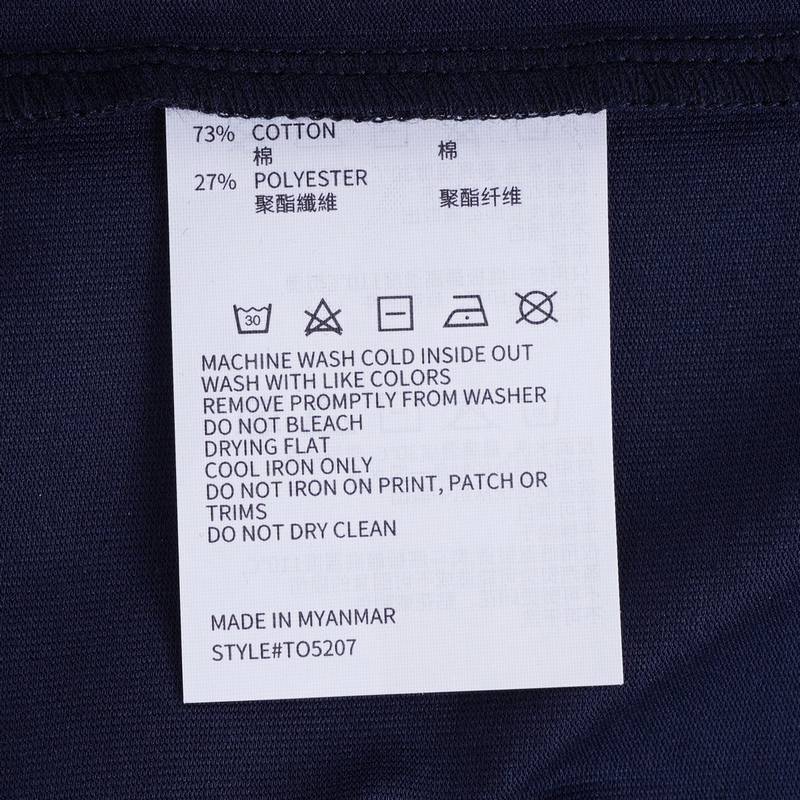 73% COTTON
棉 棉
27% POLYESTER
聚酯纖維 聚酯纤维
30
MACHINE WASH COLD INSIDE OUT
WASH WITH LIKE COLORS
REMOVE PROMPTLY FROM WASHER
DO NOT BLEACH
DRYING FLAT
COOL IRON ONLY
DO NOT IRON ON PRINT, PATCH OR
TRIMS
DO NOT DRY CLEAN
MADE IN MYANMAR
STYLE#TO5207